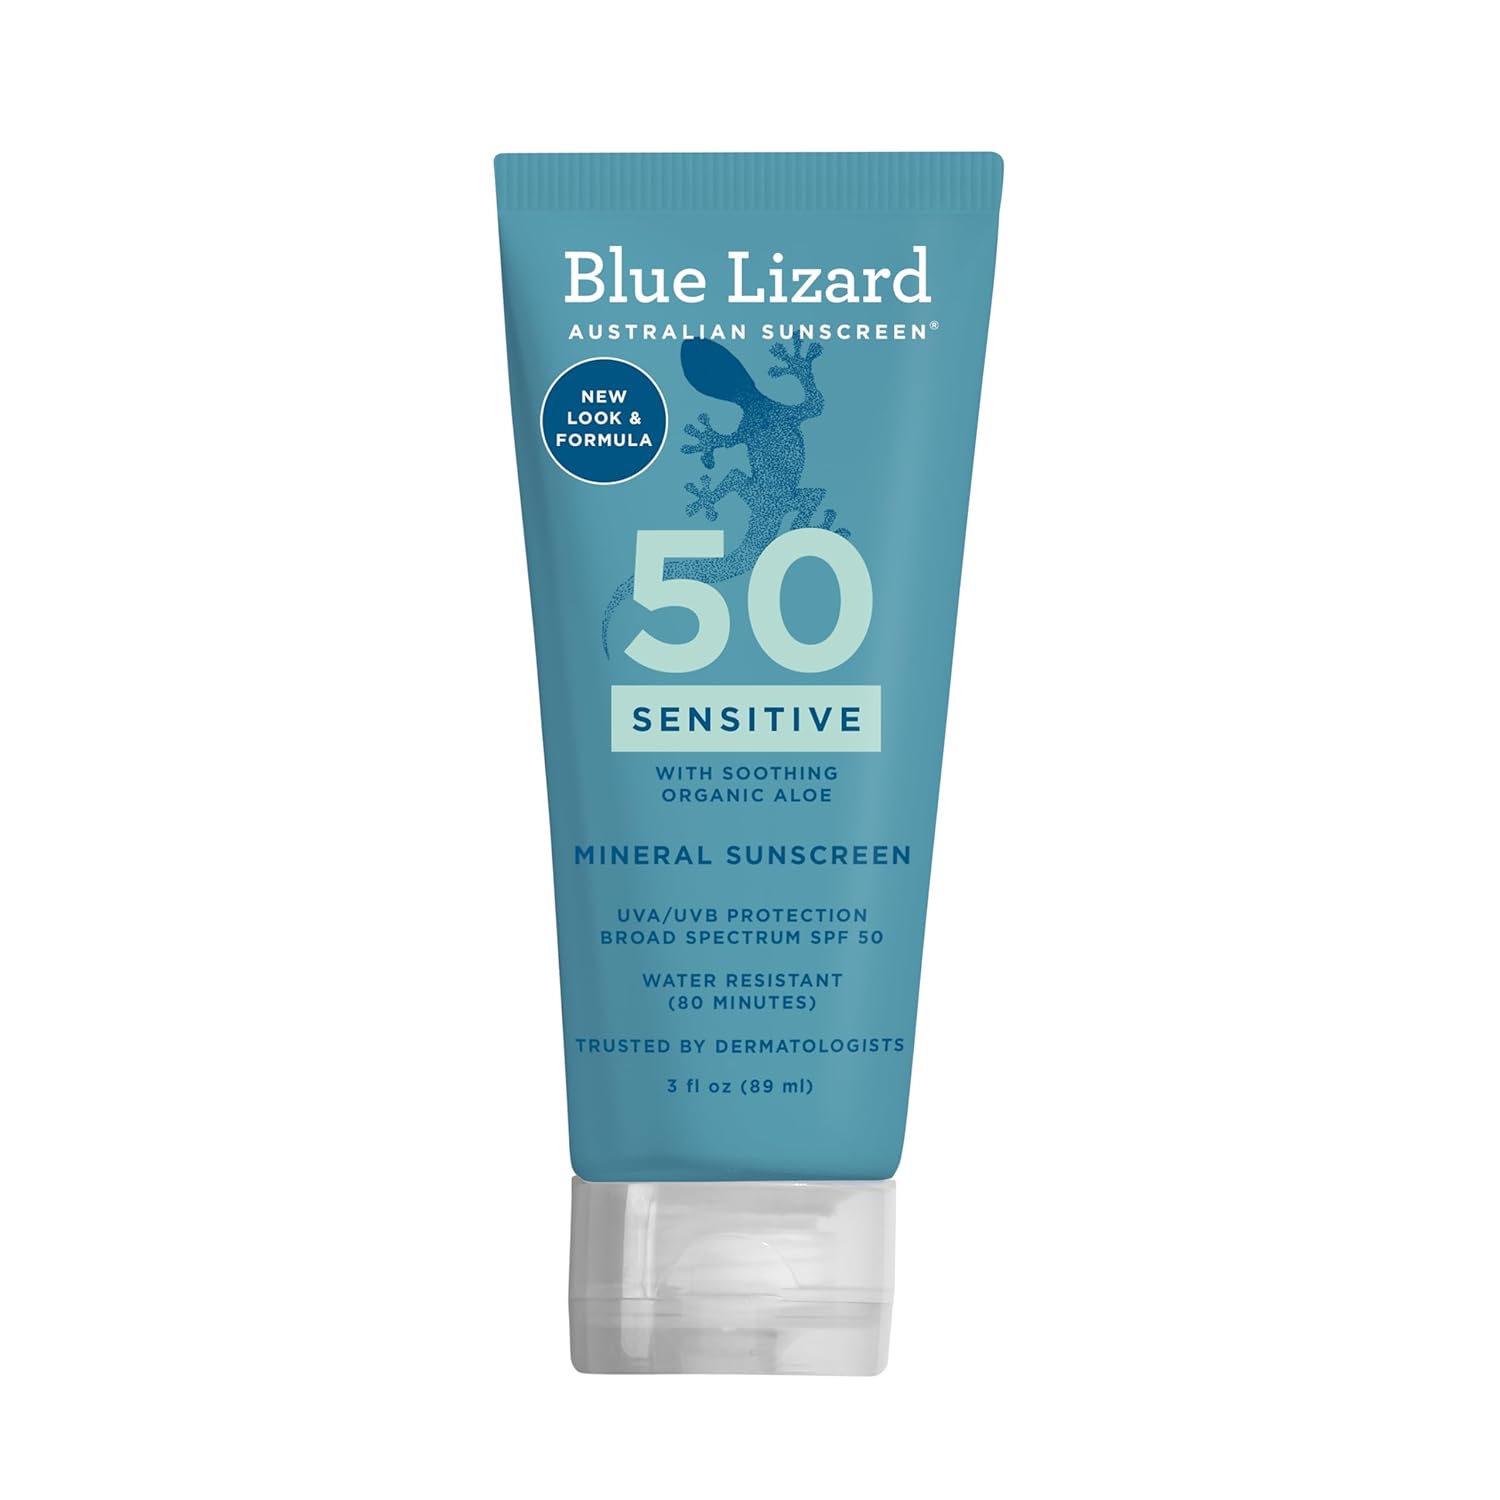 Blue Lizard
AUSTRALIAN SUNSCREEN®
NEW
LOOK &
FORMULA
50
SENSITIVE
WITH SOOTHING
ORGANIC ALOE
MINERAL SUNSCREEN
UVA/UVB PROTECTION
BROAD SPECTRUM SPF 50
WATER RESISTANT
(80 MINUTES)
TRUSTED BY DERMATOLOGISTS
3 fl oz (89 ml)